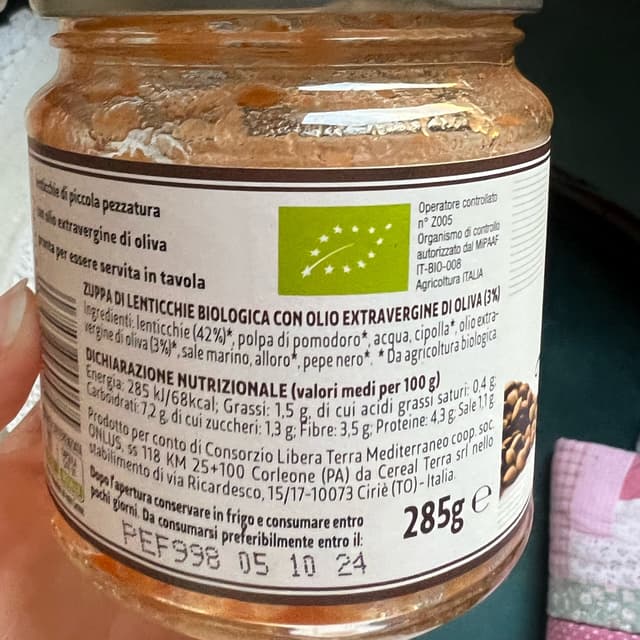 di piccola pezzatura
olio extravergine di oliva
per essere servita in tavola
Operatore controllato
n° Z005
Organismo di controllo
autorizzato dal MIPAAF
IT-BIO-008
Agricoltura ITALIA
ZUPPA DI LENTICCHIE BIOLOGICA CON OLIO EXTRAVERGINE DI OLIVA (3%)
Ingredienti: lenticchie (42%)*, polpa di pomodoro*, acqua, cipolla*, olio extra-
vergine di oliva (3%)*, sale marino, alloro*, pepe nero*. *Da agricoltura biologica
DICHIARAZIONE NUTRIZIONALE (valori medi per 100 g)
Energia: 285 kJ/68kcal; Grassi: 1,5 g, di cui acidi grassi saturi: 0,4 g;
Carboidrati: 7,2 g, di cui zuccheri: 1,3 g; Fibre: 3,5 g; Proteine: 4,3 g; Sale 1,1 g
Prodotto per conto di Consorzio Libera Terra Mediterraneo coop. soc.
ONLUS, ss 118 KM 25+100 Corleone (PA) da Cereal Terra srl nello
stabilimento di via Ricardesco, 15/17-10073 Ciriè (TO) - Italia.
Dopo l'apertura conservare in frigo e consumare entro
pochi giorni. Da consumarsi preferibilmente entro il:
285g e
PEF998 05 10 24